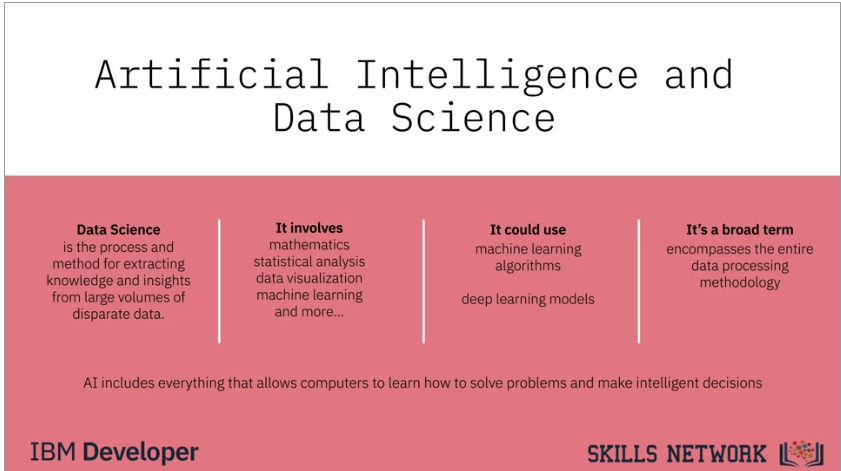 Artificial Intelligence and
Data Science
Data Science
is the process and
method for extracting
knowledge and insights
from large volumes of
disparate data.
It involves
mathematics
statistical analysis
data visualization
machine learning
and more...
It could use
machine learning
algorithms
deep learning models
It's a broad term
encompasses the entire
data processing
methodology
AI includes everything that allows computers to learn how to solve problems and make intelligent decisions
IBM Developer
SKILLS NETWORK